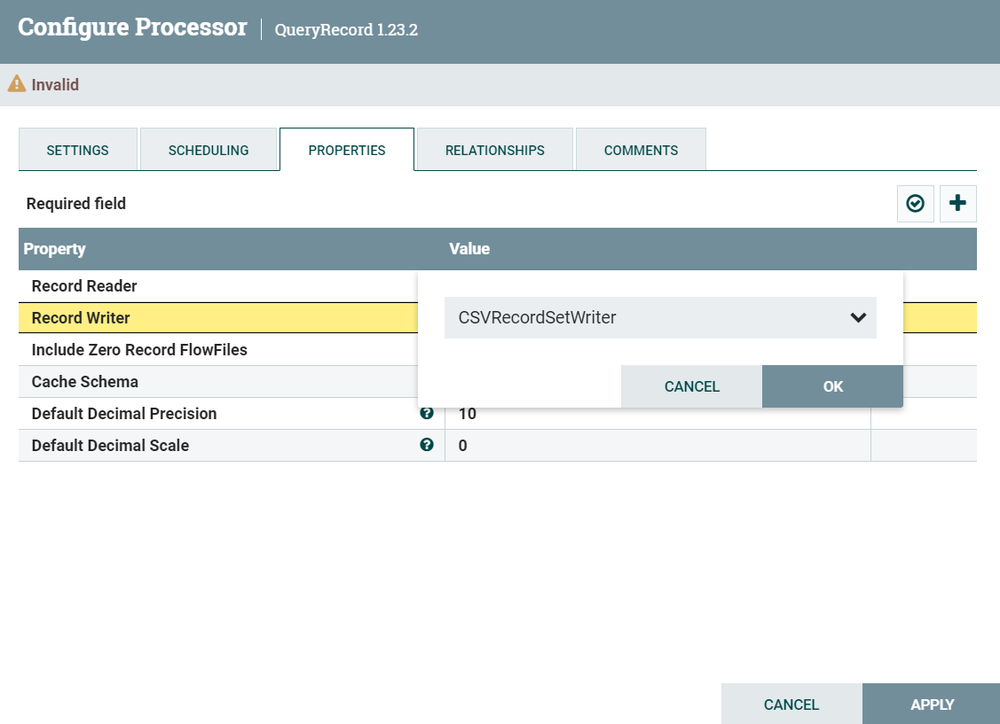 Configure Processor | QueryRecord 1.23.2
Invalid
SETTINGS SCHEDULING PROPERTIES RELATIONSHIPS COMMENTS
Required field
Property Value
Record Reader
Record Writer CSVRecordSetWriter
Include Zero Record FlowFiles
Cache Schema CANCEL OK
Default Decimal Precision 10
Default Decimal Scale 0
CANCEL APPLY